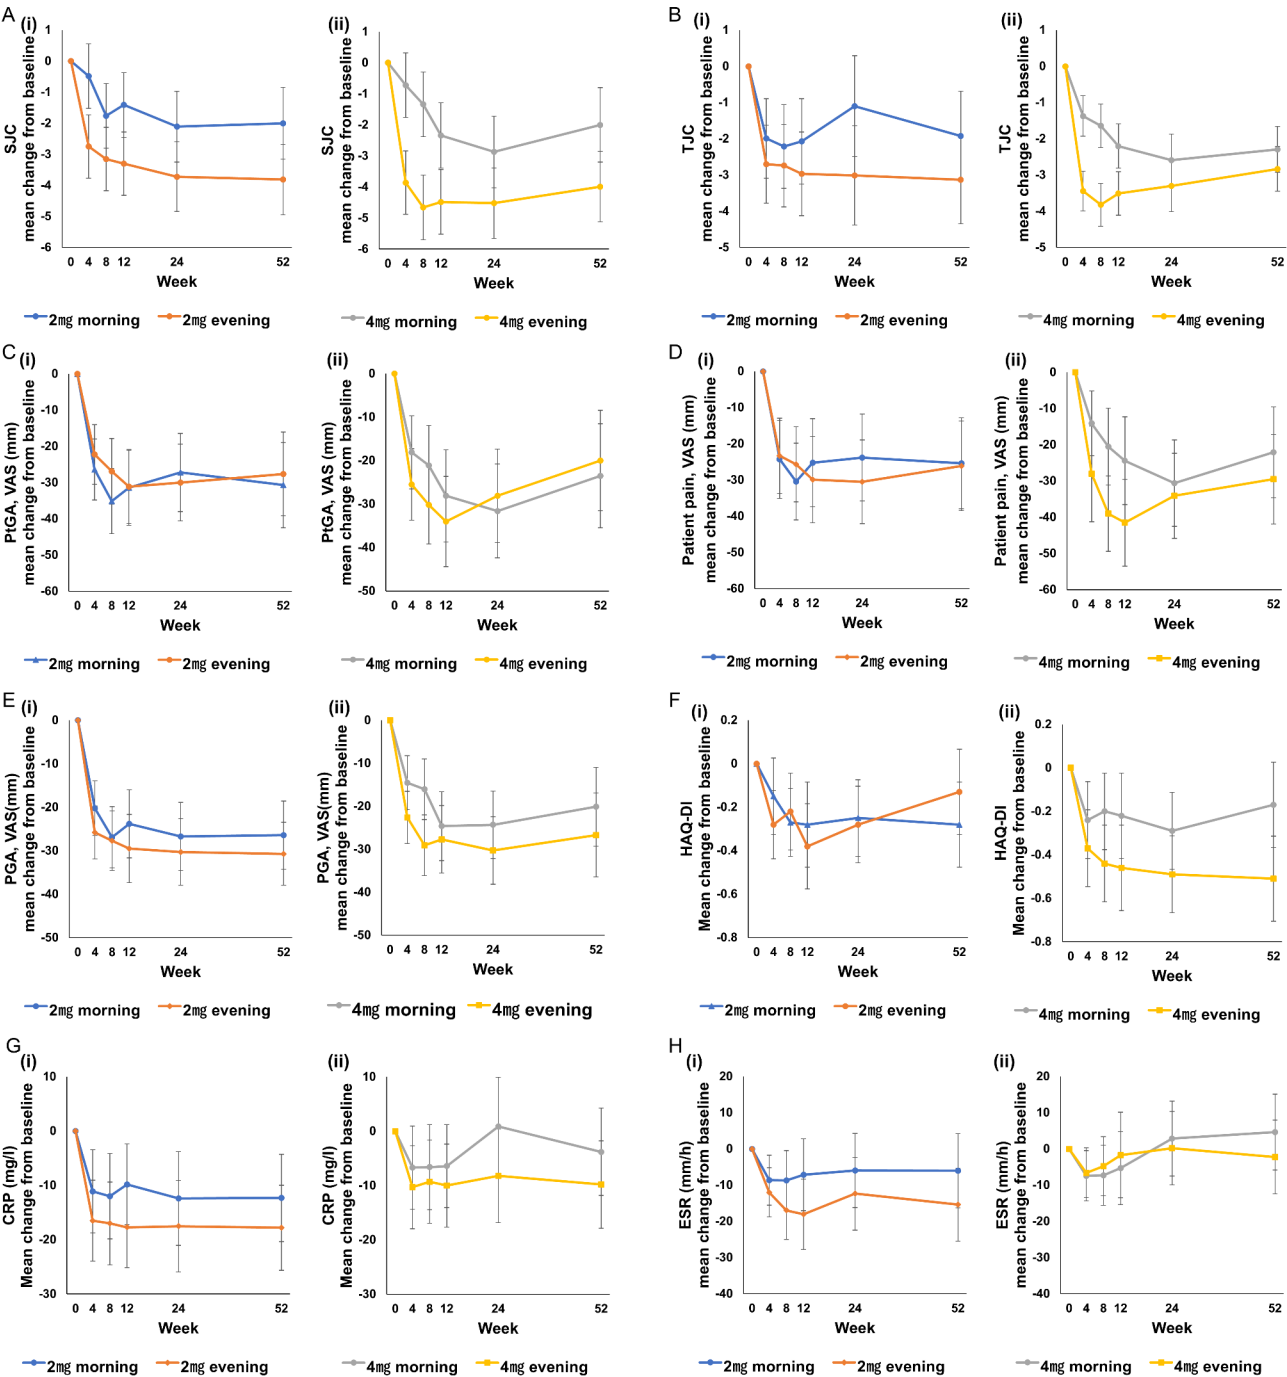 A
(i)
SJC
mean change from baseline
1
0
-1
-2
-3
-4
-5
-6
0 4 8 12 24 52
Week
2㎎ morning 2㎎ evening
(ii)
SJC
mean change from baseline
1
0
-1
-2
-3
-4
-5
-6
0 4 8 12 24 52
Week
4㎎ morning 4㎎ evening
B
(i)
TJC
mean change from baseline
1
0
-1
-2
-3
-4
-5
0 4 8 12 24 52
Week
2㎎ morning 2㎎ evening
(ii)
TJC
mean change from baseline
1
0
-1
-2
-3
-4
-5
0 4 8 12 24 52
Week
4㎎ morning 4㎎ evening
C
(i)
PtGA, VAS (mm)
mean change from baseline
0
-10
-20
-30
-40
-50
-60
0 4 8 12 24 52
Week
2㎎ morning 2㎎ evening
(ii)
PtGA, VAS (mm)
mean change from baseline
0
-10
-20
-30
-40
-50
0 4 8 12 24 52
Week
4㎎ morning 4㎎ evening
D
(i)
Patient pain, VAS (mm)
mean change from baseline
0
-10
-20
-30
-40
-50
-60
0 4 8 12 24 52
Week
2㎎ morning 2㎎ evening
(ii)
Patient pain, VAS (mm)
mean change from baseline
0
-10
-20
-30
-40
-50
-60
0 4 8 12 24 52
Week
4㎎ morning 4㎎ evening
E
(i)
PGA, VAS(mm)
mean change from baseline
0
-10
-20
-30
-40
-50
0 4 8 12 24 52
Week
2㎎ morning 2㎎ evening
(ii)
PGA, VAS(mm)
mean change from baseline
0
-10
-20
-30
-40
-50
0 4 8 12 24 52
Week
4㎎ morning 4㎎ evening
F
(i)
HAQ-DI
Mean change from baseline
0.2
0
-0.2
-0.4
-0.6
-0.8
0 4 8 12 24 52
Week
2㎎ morning 2㎎ evening
(ii)
HAQ-DI
Mean change from baseline
0.2
0
-0.2
-0.4
-0.6
-0.8
0 4 8 12 24 52
Week
4㎎ morning 4㎎ evening
G
(i)
CRP (mg/l)
Mean change from baseline
10
0
-10
-20
-30
0 4 8 12 24 52
Week
2㎎ morning 2㎎ evening
(ii)
CRP (mg/l)
Mean change from baseline
10
0
-10
-20
-30
0 4 8 12 24 52
Week
4㎎ morning 4㎎ evening
H
(i)
ESR (mm/h)
mean change from baseline
20
10
0
-10
-20
-30
-40
0 4 8 12 24 52
Week
2㎎ morning 2㎎ evening
(ii)
ESR (mm/h)
mean change from baseline
20
10
0
-10
-20
-30
-40
0 4 8 12 24 52
Week
4㎎ morning 4㎎ evening